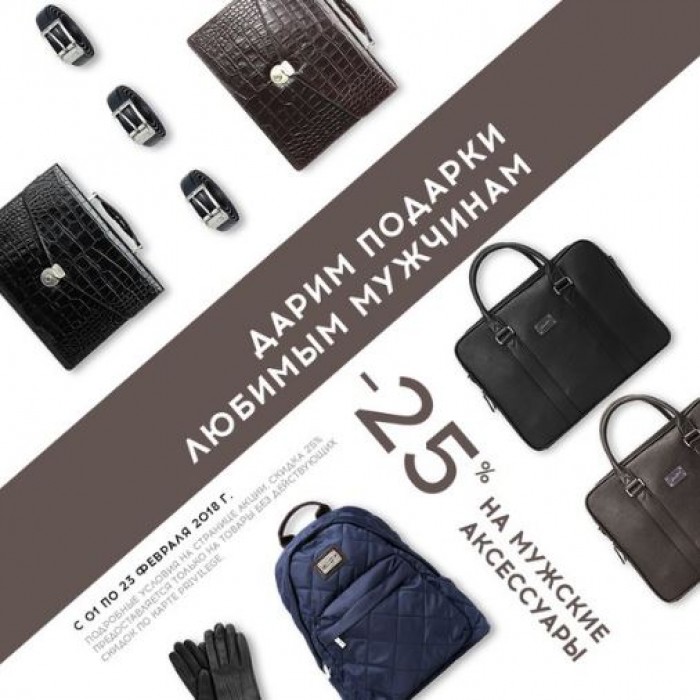 ДАРИМ ПОДАРКИ
ЛЮБИМЫМ МУЖЧИНАМ
-25%
НА МУЖСКИЕ
АКСЕССУАРЫ
С 01 ПО 23 ФЕВРАЛЯ 2018 Г.
ПОДРОБНЫЕ УСЛОВИЯ НА СТРАНИЦЕ АКЦИИ. СКИДКА 25%
ПРЕДОСТАВЛЯЕТСЯ ТОЛЬКО НА ТОВАРЫ БЕЗ ДЕЙСТВУЮЩИХ
СКИДОК ПО КАРТЕ PRIVILEGE.